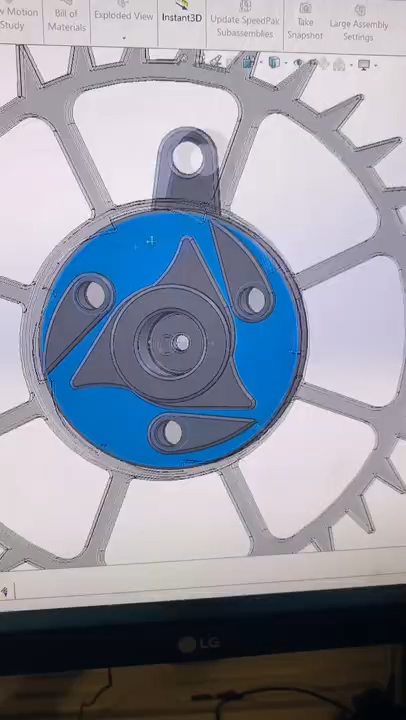 w Motion Study
Bill of Materials
Exploded View
Instant3D
Update SpeedPak Subassemblies
Take Snapshot
Large Assembly Settings
LG